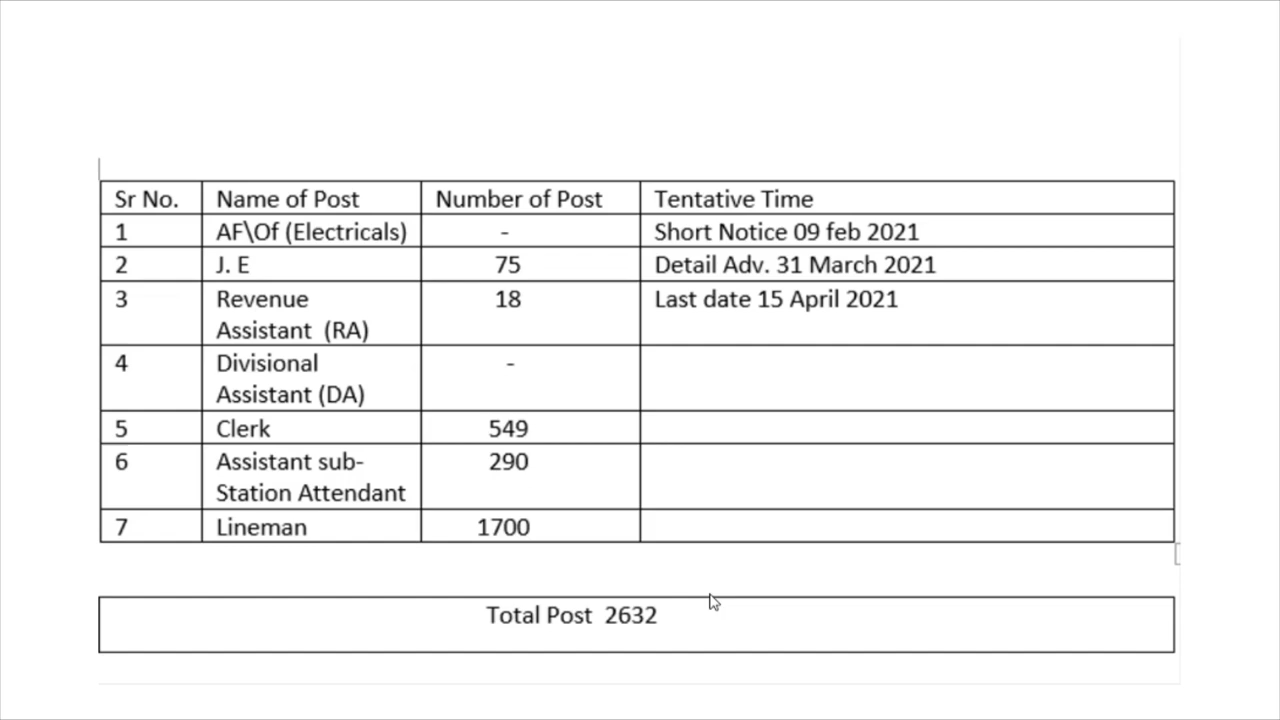 Sr No. Name of Post Number of Post Tentative Time
1 AF\Of (Electricals) - Short Notice 09 feb 2021
2 J. E 75 Detail Adv. 31 March 2021
3 Revenue 18 Last date 15 April 2021
Assistant (RA)
4 Divisional -
Assistant (DA)
5 Clerk 549
6 Assistant sub- 290
Station Attendant
7 Lineman 1700
Total Post 2632